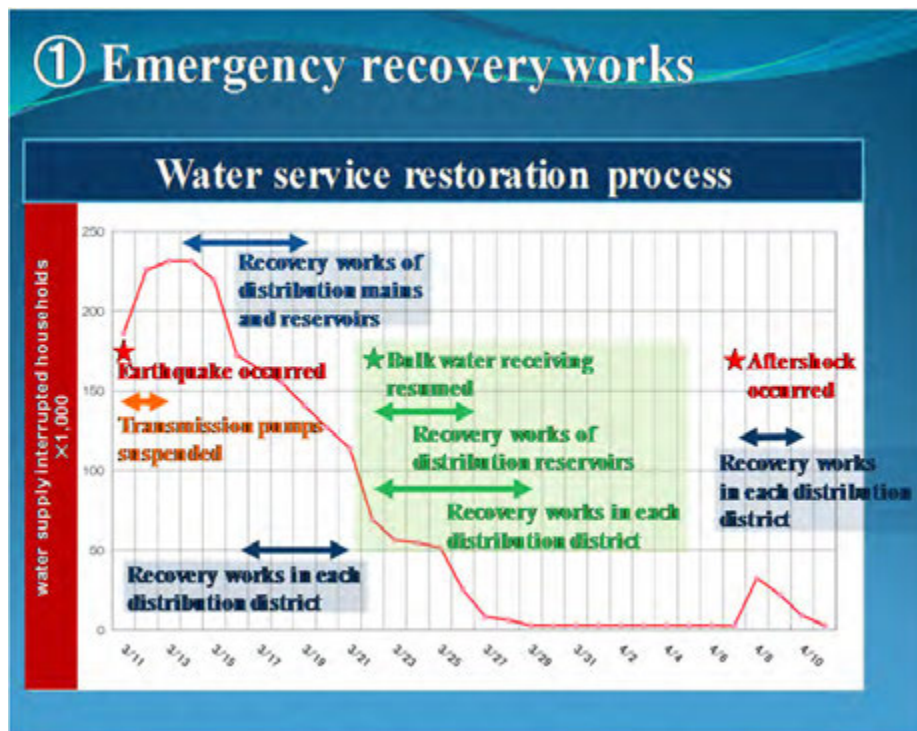 ① Emergency recovery works
Water service restoration process
water supply interrupted households
×1,000
250
200
150
100
50
0
Recovery works of
distribution mains
and reservoirs
Earthquake occurred
Transmission pumps
suspended
Recovery works in each
distribution district
Bulk water receiving
resumed
Recovery works of
distribution reservoirs
Recovery works in each
distribution district
Aftershock
occurred
Recovery works
in each distribution
district
3/11
3/13
3/15
3/17
3/19
3/21
3/23
3/25
3/27
3/29
3/31
4/2
4/4
4/6
4/8
4/10